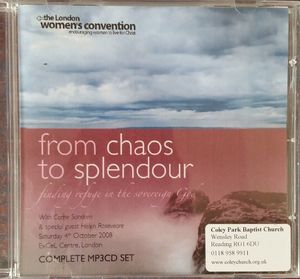 the London
women's convention
encouraging women to live for Christ
from chaos
to splendour
finding refuge in the sovereign God
With Carrie Sandom
& special guest Helen Roseveare
Saturday 4th October 2008
ExCeL Centre, London
COMPLETE MP3CD SET
Coley Park Baptist Church
Wensley Road
Reading RG1 6DU
0118 958 9911
www.coleychurch.org.uk